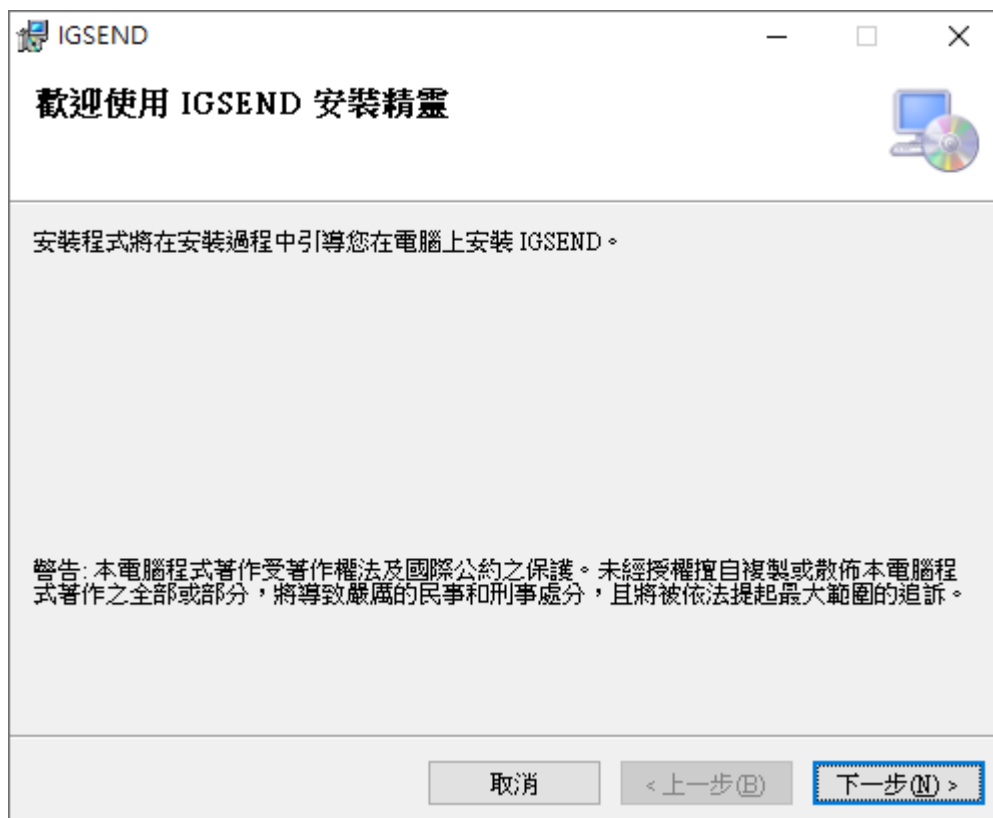 IGSEND
歡迎使用 IGSEND 安裝精靈
安裝程式將在安裝過程中引導您在電腦上安裝 IGSEND。
警告: 本電腦程式著作受著作權法及國際公約之保護。未經授權擅自複製或散佈本電腦程
式著作之全部或部分，將導致嚴厲的民事和刑事處分，且將被依法提起最大範圍的追訴。
取消
<上一步(B)
下一步(N) >